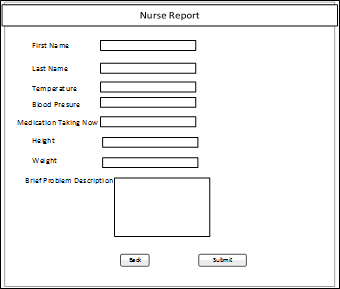 Nurse Report
First Name
Last Name
Temperature
Blood Presure
Medication Taking Now
Height
Weight
Brief Problem Description
Back
Submit